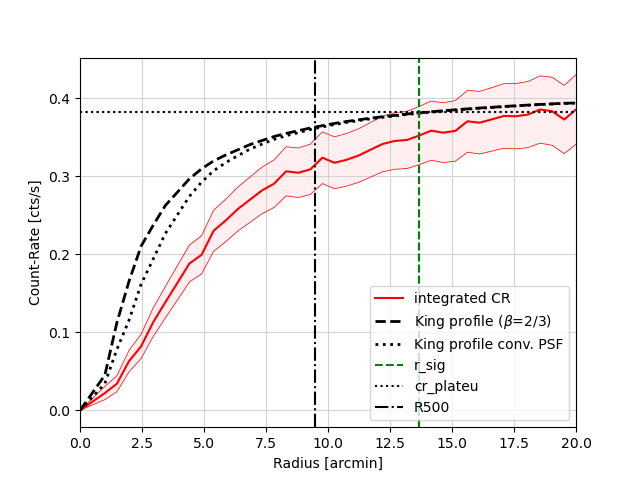 0.4
0.3
0.2
0.1
0.0
Count-Rate [cts/s]
integrated CR
King profile (β=2/3)
King profile conv. PSF
r_sig
cr_plateu
R500
0.0 2.5 5.0 7.5 10.0 12.5 15.0 17.5 20.0
Radius [arcmin]